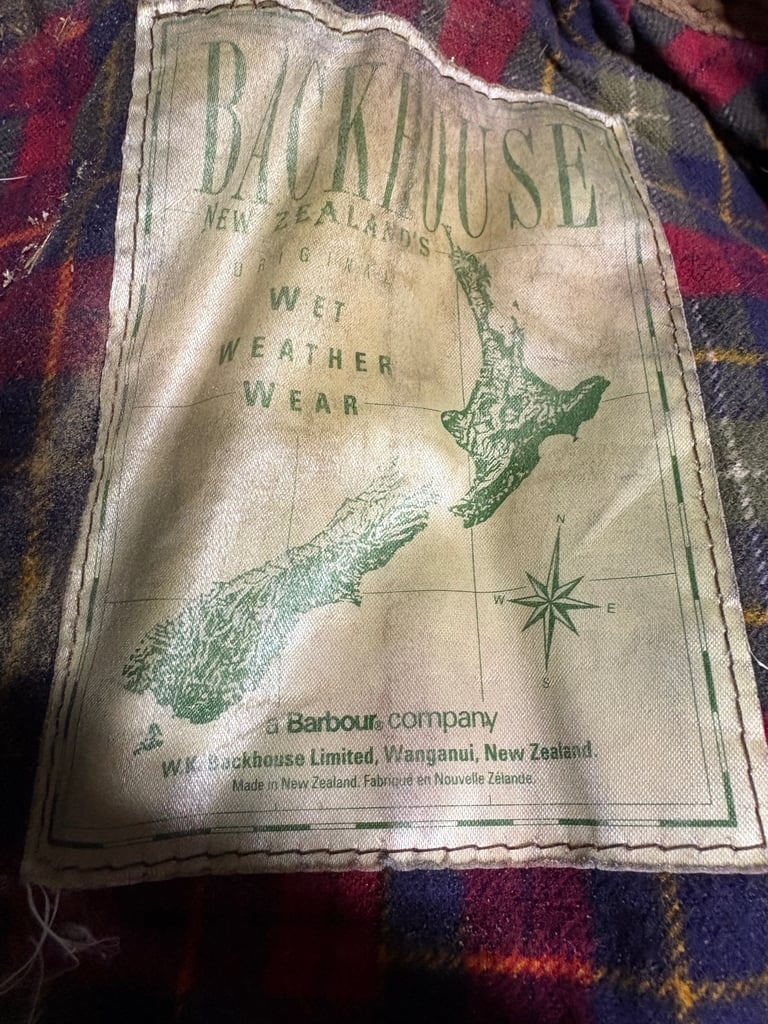 BACKHOUSE
NEW ZEALAND'S
ORIGINAL
WET
WEATHER
WEAR
N
W E
S
a Barbour® company
W.K. Backhouse Limited, Wanganui, New Zealand.
Made in New Zealand. Fabriqué en Nouvelle Zélande.